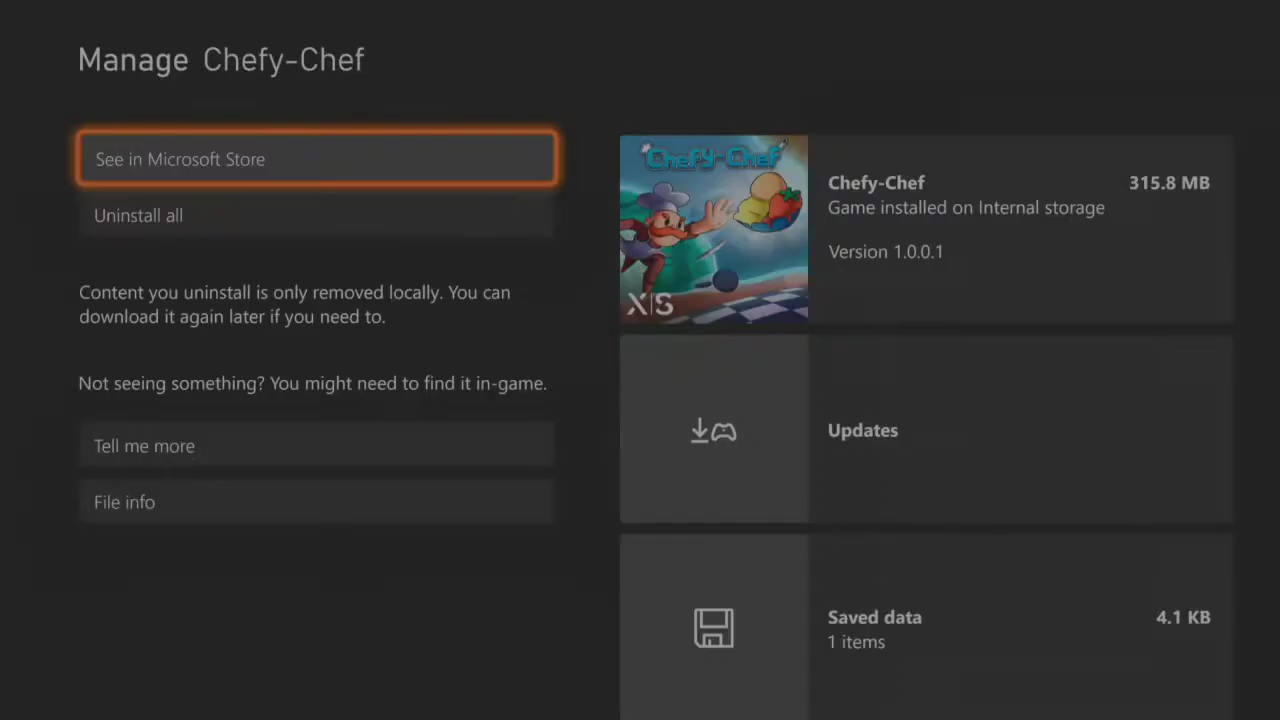 Manage Chefy-Chef
See in Microsoft Store
Uninstall all
Content you uninstall is only removed locally. You can
download it again later if you need to.
Not seeing something? You might need to find it in-game.
Tell me more
File info
Chefy-Chef
X|S
Chefy-Chef 315.8 MB
Game installed on Internal storage
Version 1.0.0.1
Updates
Saved data 4.1 KB
1 items